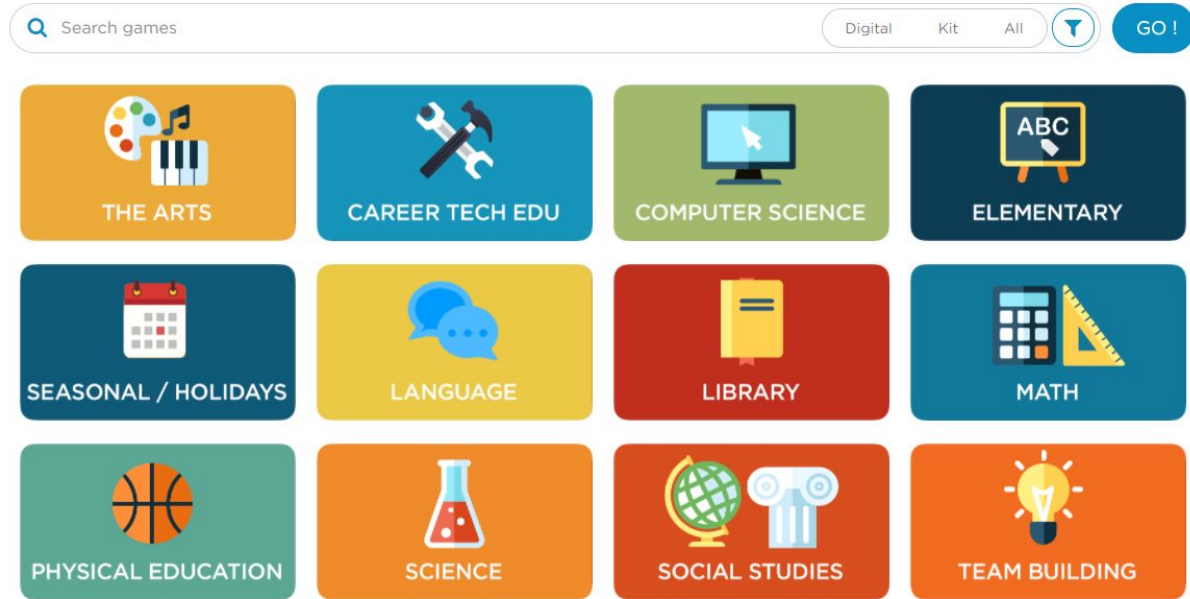 Search games
Digital Kit All
GO !
THE ARTS
CAREER TECH EDU
COMPUTER SCIENCE
ABC
ELEMENTARY
SEASONAL / HOLIDAYS
LANGUAGE
LIBRARY
MATH
PHYSICAL EDUCATION
SCIENCE
SOCIAL STUDIES
TEAM BUILDING